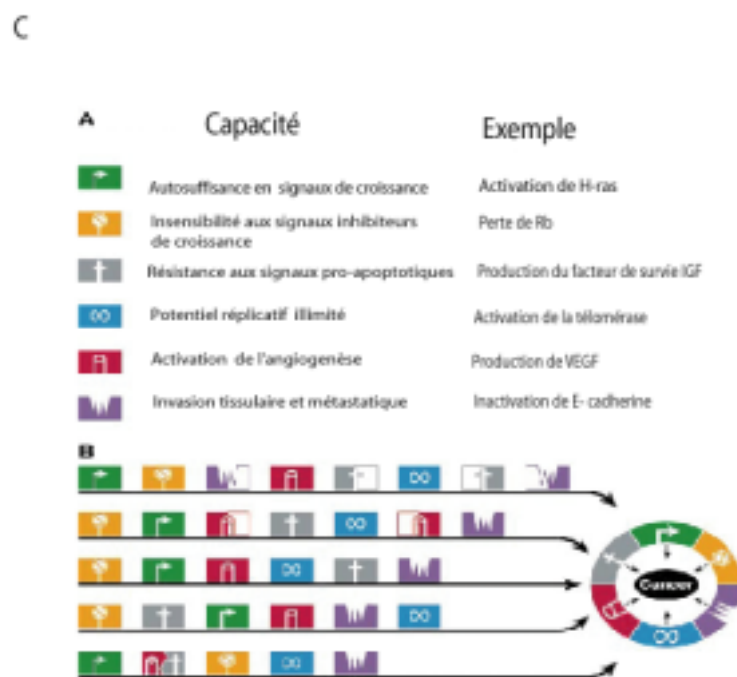 C
A
Capacité
Exemple
Autosuffisance en signaux de croissance
Activation de H-ras
Insensibilité aux signaux inhibiteurs
de croissance
Perte de Rb
Résistance aux signaux pro-apoptotiques
Production du facteur de survie IGF
Potentiel réplicatif illimité
Activation de la télomérase
Activation de l'angiogenèse
Production de VEGF
Invasion tissulaire et métastatique
Inactivation de E- cadherine
B
Cancer